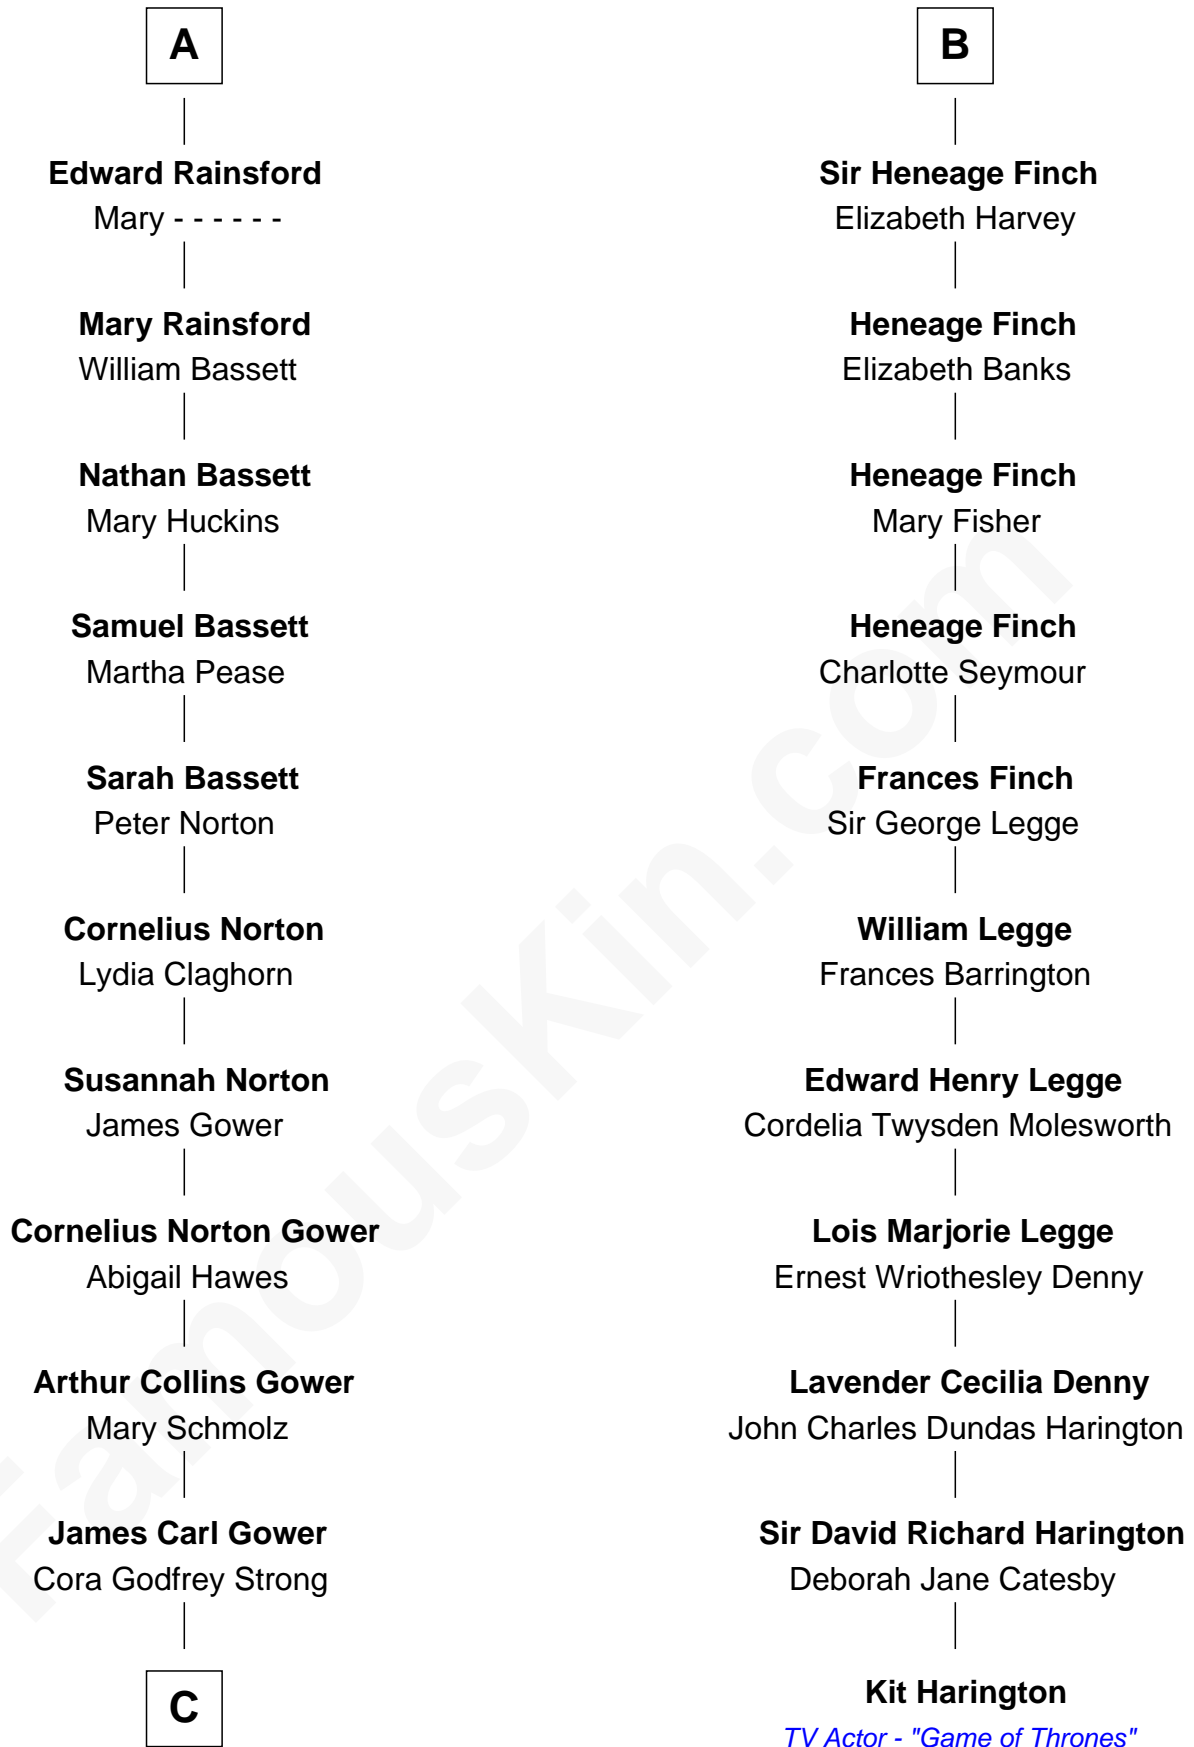 A
Edward Rainsford
Mary - - - - - -
Mary Rainsford
William Bassett
Nathan Bassett
Mary Huckins
Samuel Bassett
Martha Pease
Sarah Bassett
Peter Norton
Cornelius Norton
Lydia Claghorn
Susannah Norton
James Gower
Cornelius Norton Gower
Abigail Hawes
Arthur Collins Gower
Mary Schmolz
James Carl Gower
Cora Godfrey Strong
C
B
Sir Heneage Finch
Elizabeth Harvey
Heneage Finch
Elizabeth Banks
Heneage Finch
Mary Fisher
Heneage Finch
Charlotte Seymour
Frances Finch
Sir George Legge
William Legge
Frances Barrington
Edward Henry Legge
Cordelia Twysden Molesworth
Lois Marjorie Legge
Ernest Wriothesley Denny
Lavender Cecilia Denny
John Charles Dundas Harington
Sir David Richard Harington
Deborah Jane Catesby
Kit Harington
TV Actor - "Game of Thrones"
FamousKin.com